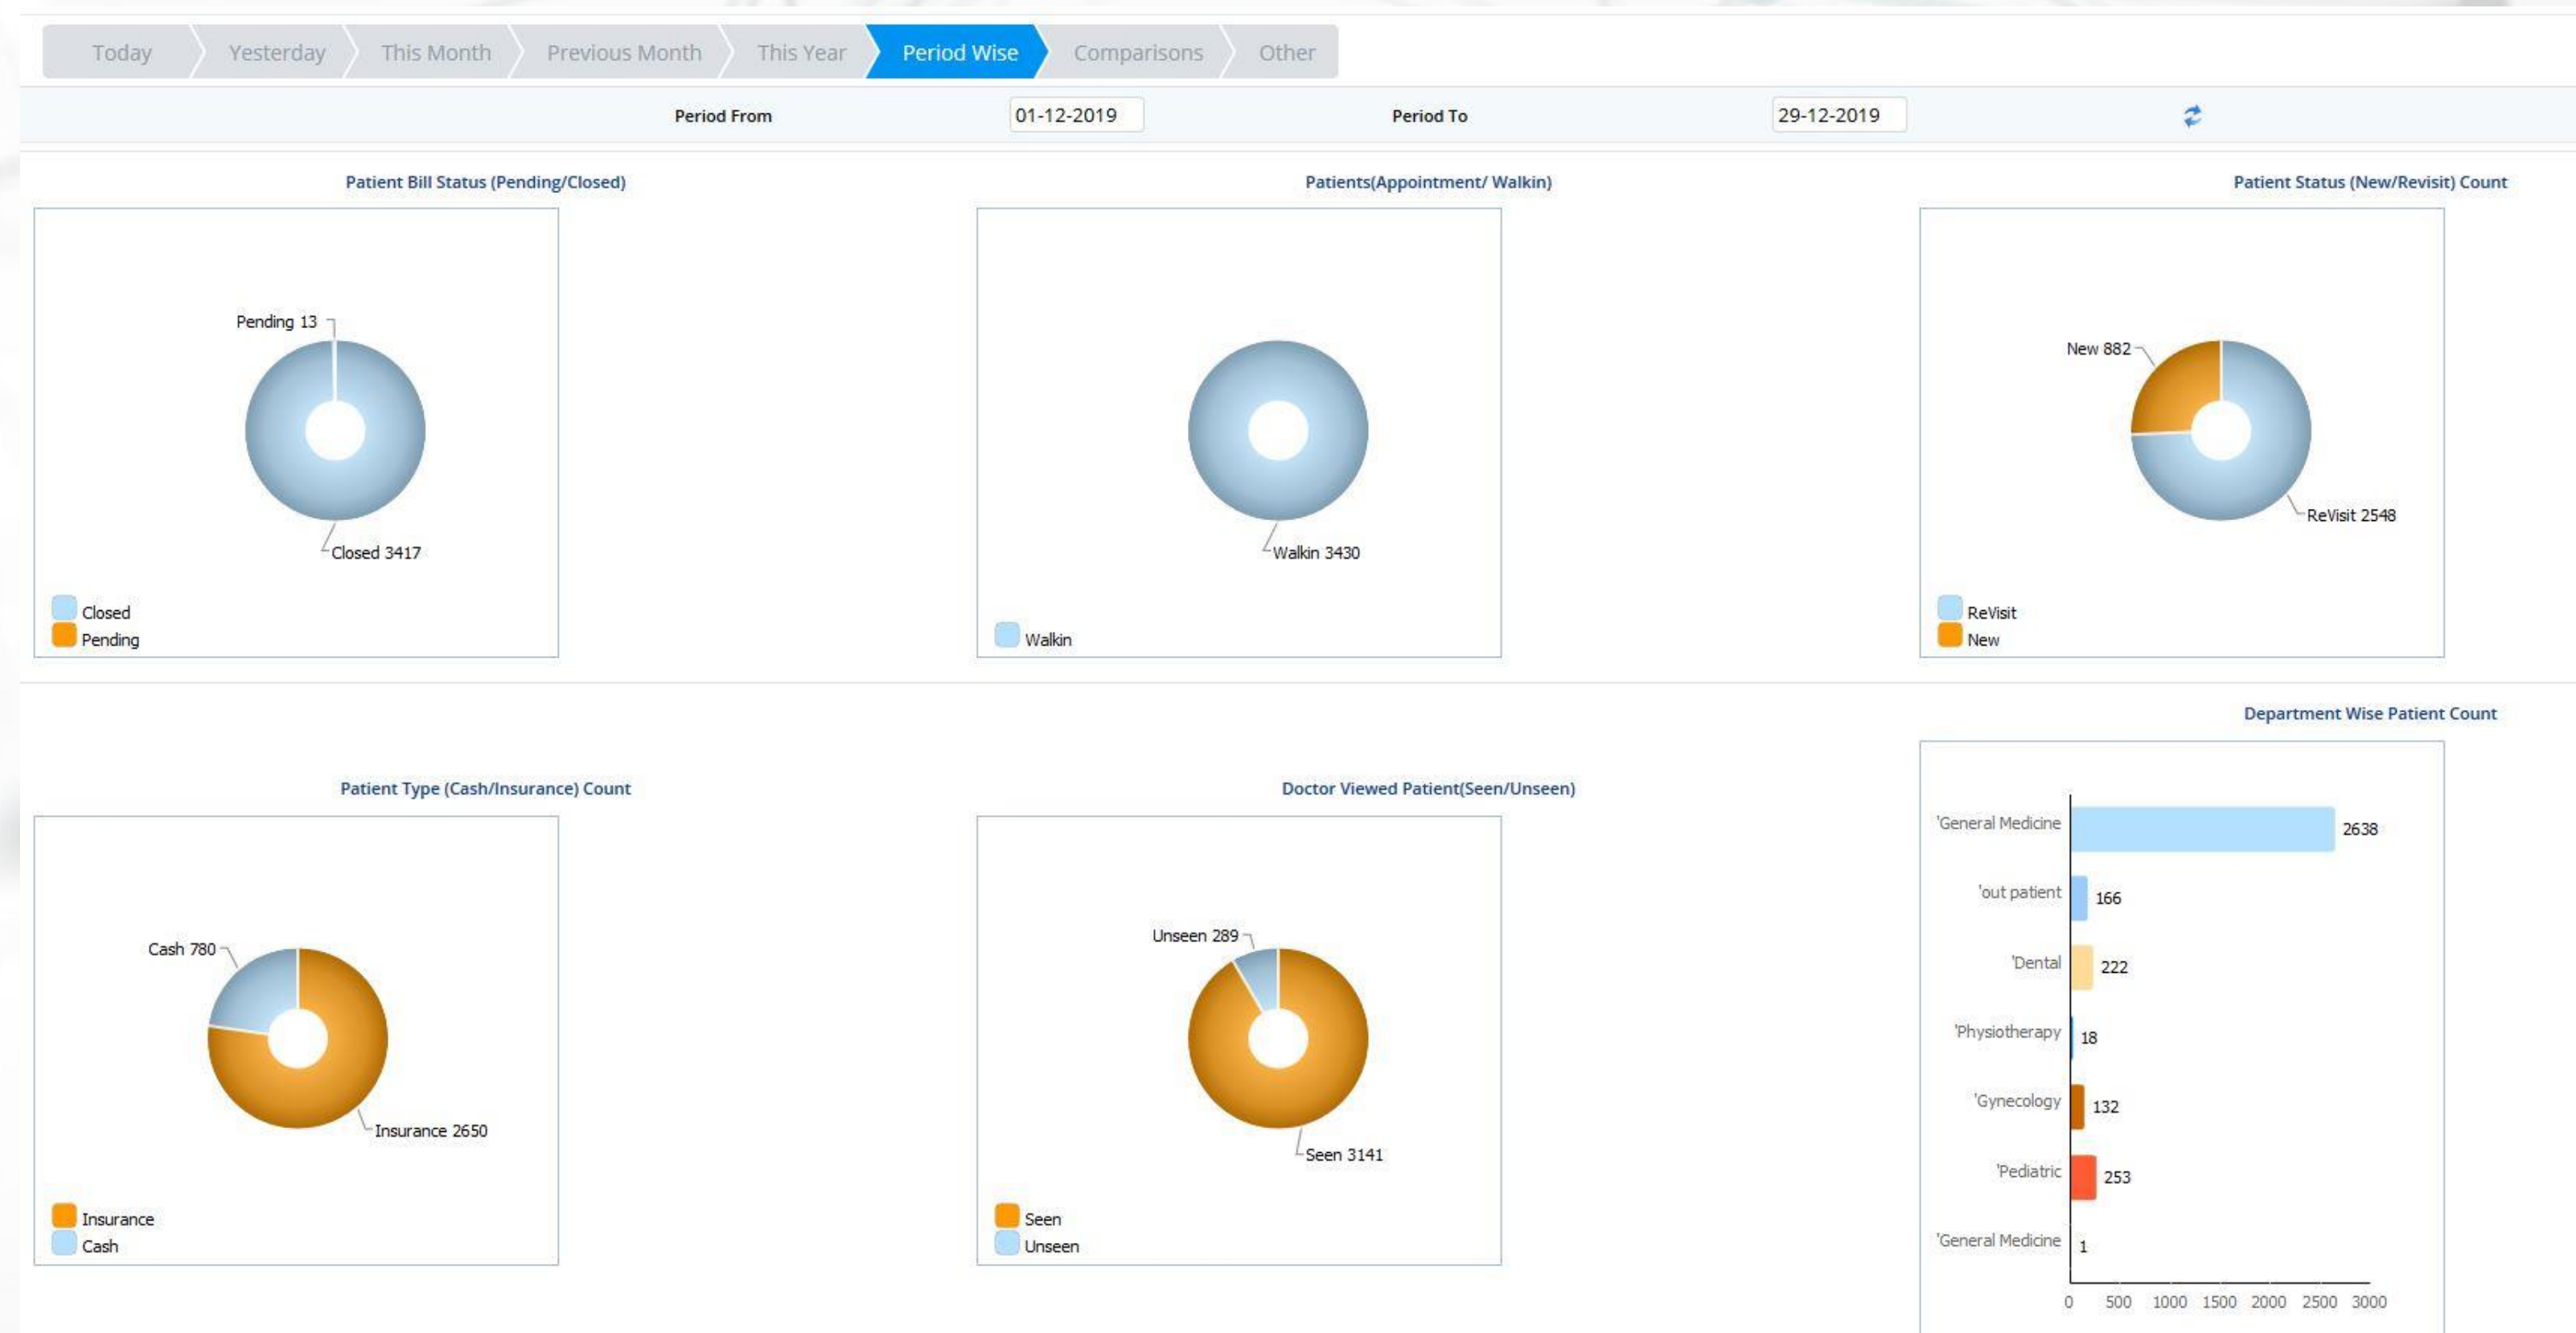 Today Yesterday This Month Previous Month This Year Period Wise Comparisons Other
Period From 01-12-2019 Period To 29-12-2019
Patient Bill Status (Pending/Closed)
Pending 13
Closed 3417
Closed
Pending
Patients(Appointment/ Walkin)
Walkin 3430
Walkin
Patient Status (New/Revisit) Count
New 882
ReVisit 2548
ReVisit
New
Patient Type (Cash/Insurance) Count
Cash 780
Insurance 2650
Insurance
Cash
Doctor Viewed Patient(Seen/Unseen)
Unseen 289
Seen 3141
Seen
Unseen
Department Wise Patient Count
'General Medicine 2638
'out patient 166
'Dental 222
'Physiotherapy 18
'Gynecology 132
'Pediatric 253
'General Medicine 1
0 500 1000 1500 2000 2500 3000